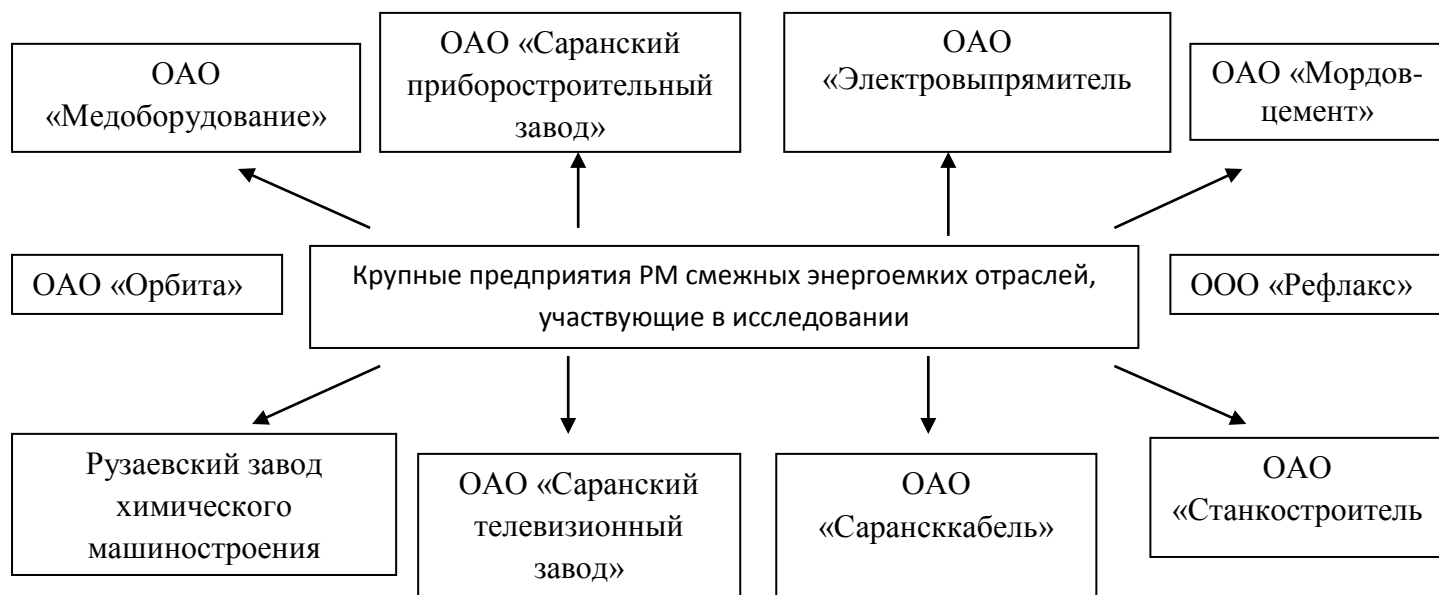 ОАО
«Медоборудование»
ОАО «Саранский
приборостроительный
завод»
ОАО
«Электровыпрямитель
ОАО «Мордов-
цемент»
ОАО «Орбита»
Крупные предприятия РМ смежных энергоемких отраслей,
участвующие в исследовании
ООО «Рефлакс»
Рузаевский завод
химического
машиностроения
ОАО «Саранский
телевизионный
завод»
ОАО
«Сарансккабель»
ОАО
«Станкостроитель